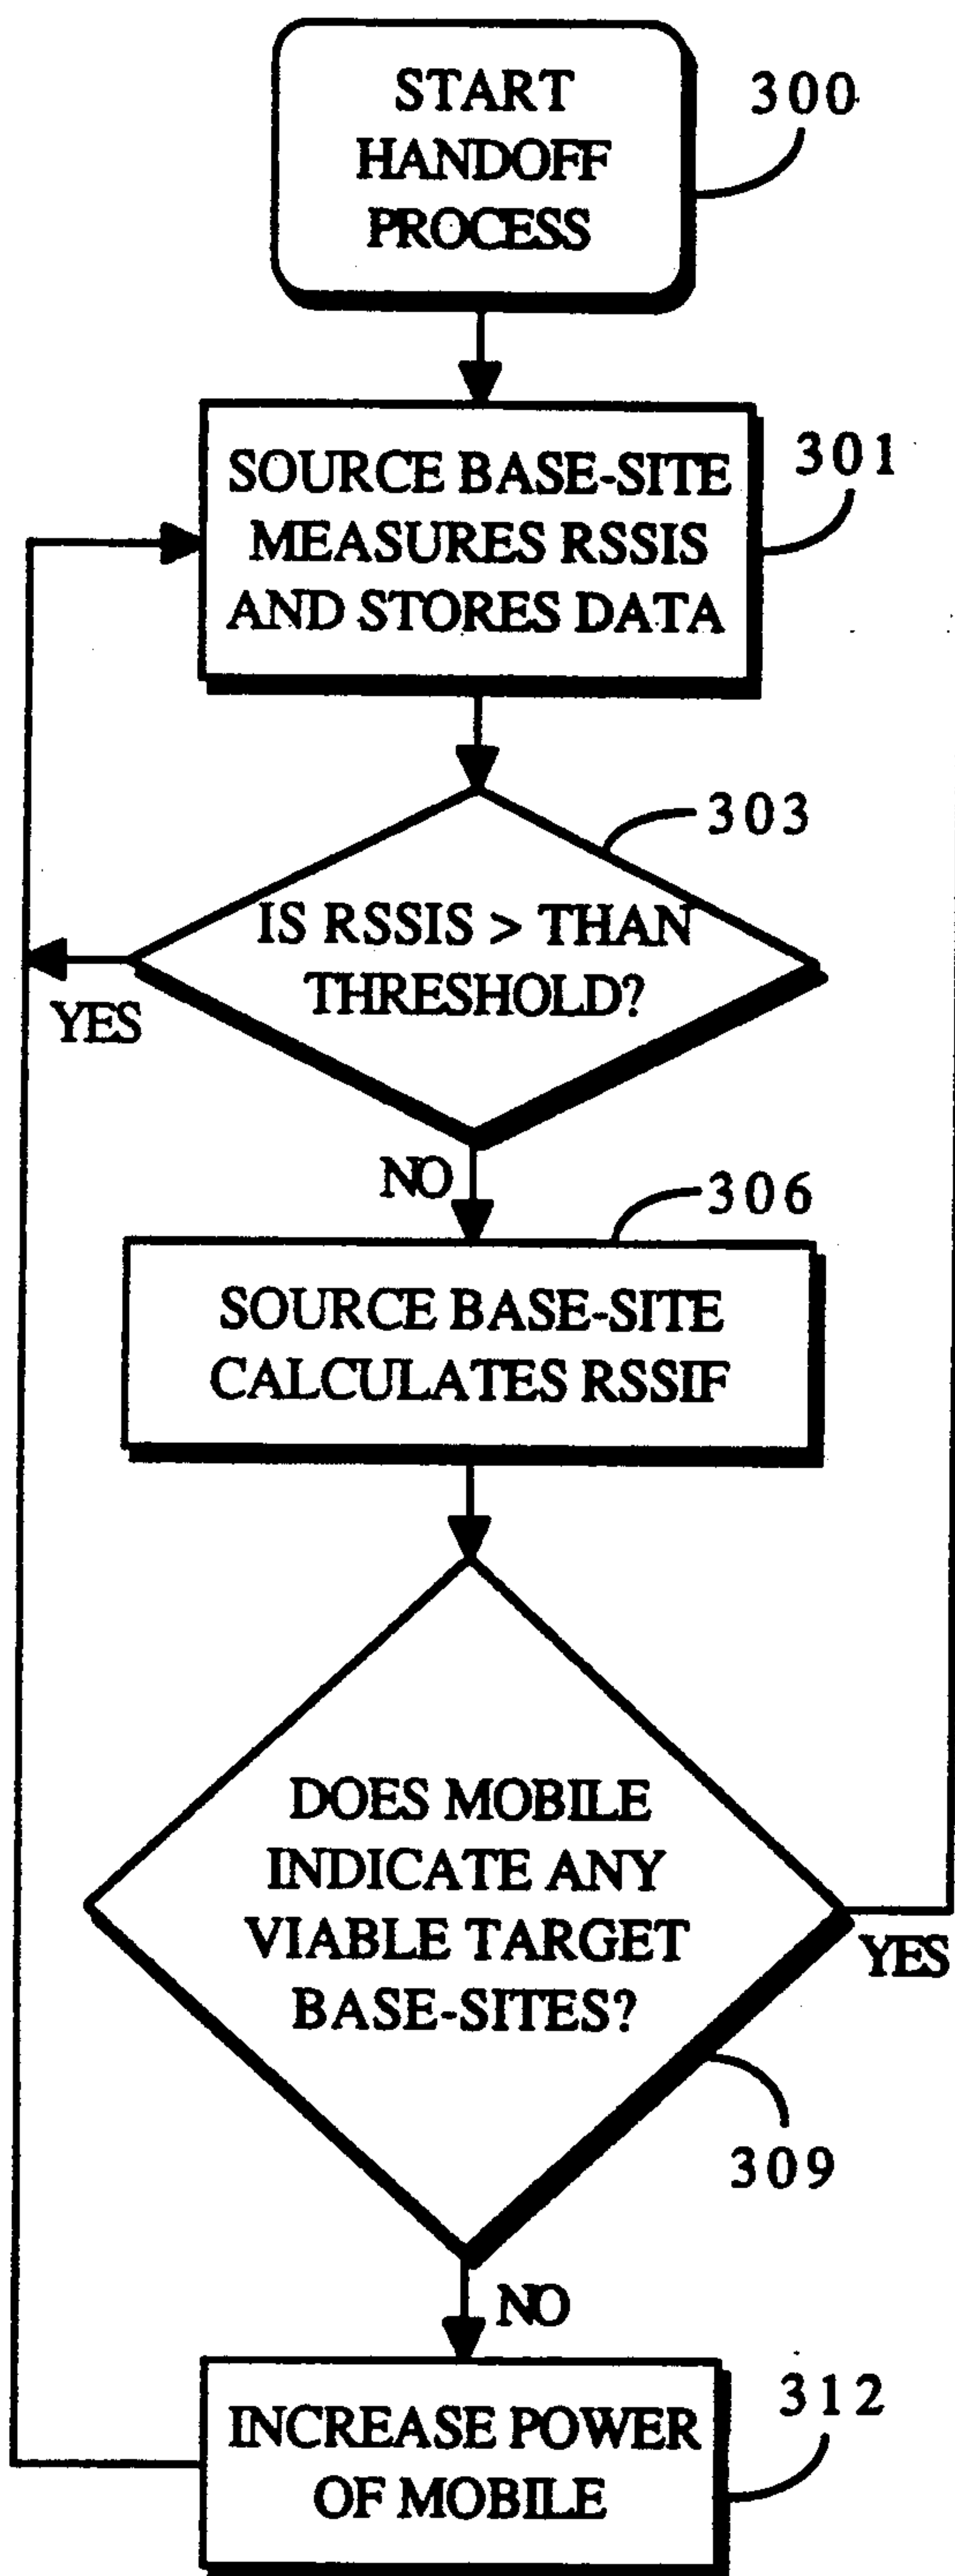 START
HANDOFF
PROCESS
300
SOURCE BASE-SITE
MEASURES RSSIS
AND STORES DATA
301
303
IS RSSIS > THAN
THRESHOLD?
YES
NO
306
SOURCE BASE-SITE
CALCULATES RSSIF
DOES MOBILE
INDICATE ANY
VIABLE TARGET
BASE-SITES?
YES
309
NO
INCREASE POWER
OF MOBILE
312